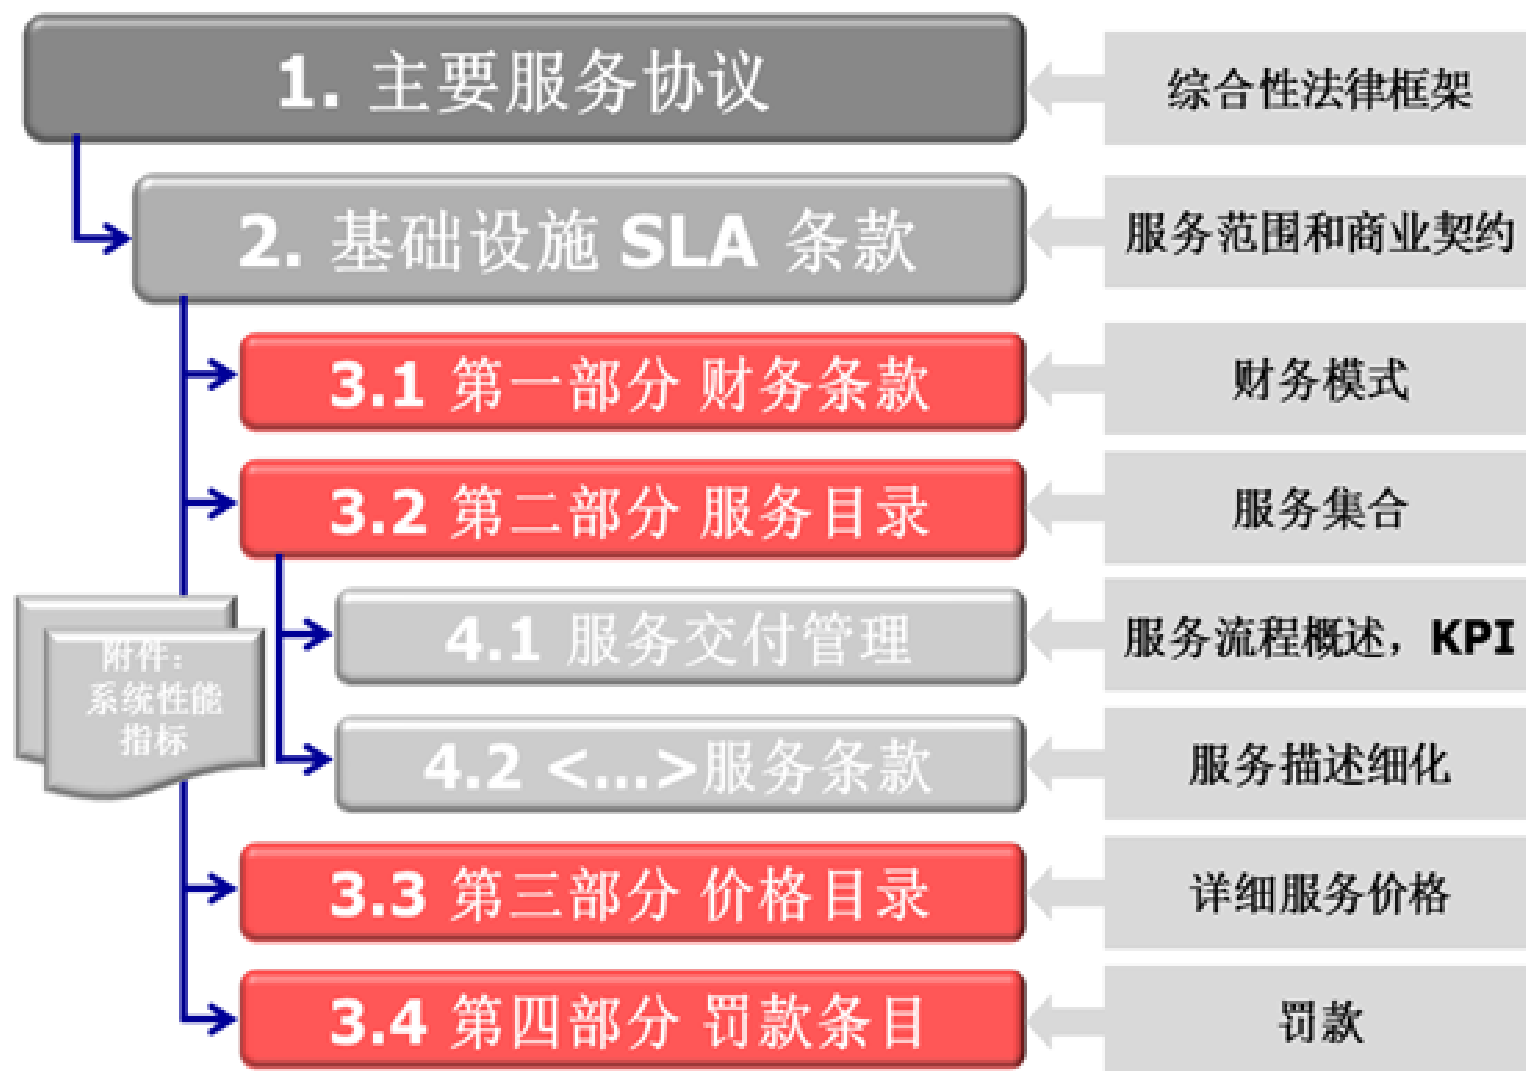 1. 主要服务协议
综合性法律框架
2. 基础设施 SLA 条款
服务范围和商业契约
3.1 第一部分 财务条款
财务模式
3.2 第二部分 服务目录
服务集合
4.1 服务交付管理
服务流程概述，KPI
附件：
系统性能
指标
4.2 <...>服务条款
服务描述细化
3.3 第三部分 价格目录
详细服务价格
3.4 第四部分 罚款条目
罚款